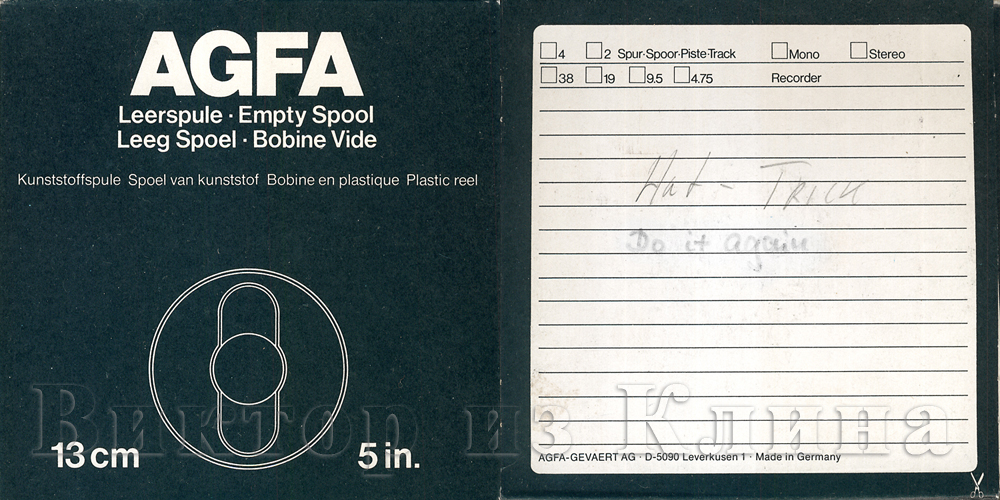 AGFA
Leerspule · Empty Spool
Leeg Spoel · Bobine Vide
Kunststoffspule Spoel van kunststof Bobine en plastique Plastic reel
13 cm 5 in.
4 2 Spur·Spoor·Piste·Track Mono Stereo
38 19 9.5 4.75 Recorder
Hat - TRICK
Do it again
AGFA-GEVAERT AG · D-5090 Leverkusen 1 · Made in Germany
Виктор из Клина